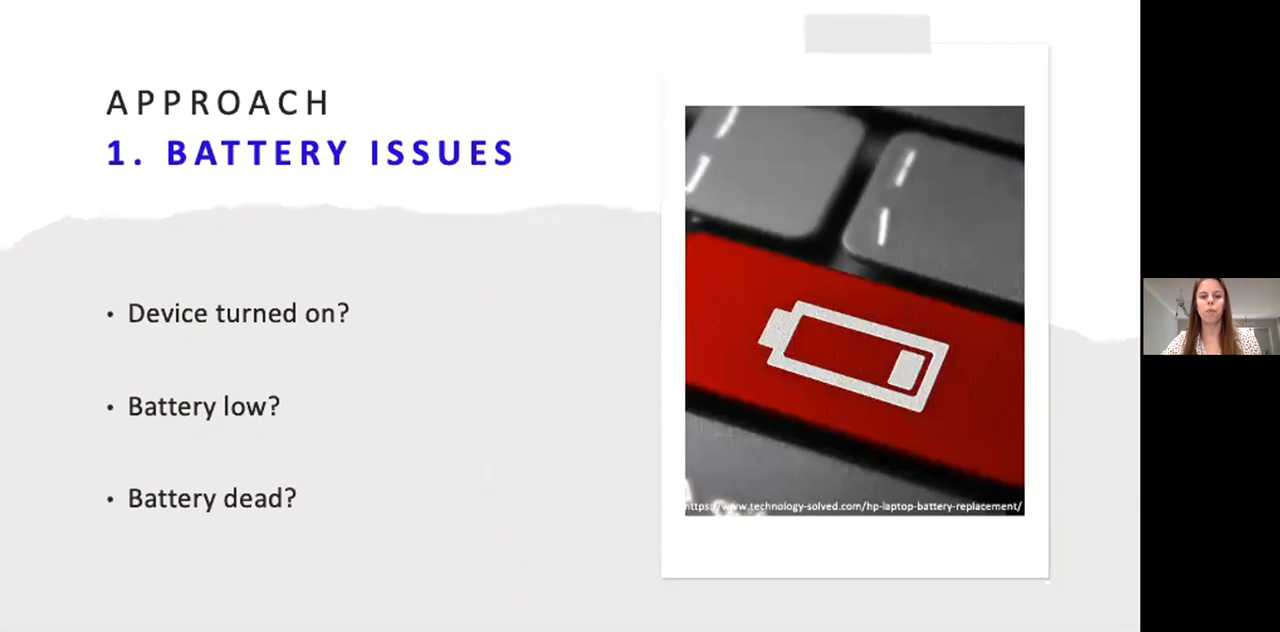 APPROACH
1. BATTERY ISSUES
• Device turned on?
• Battery low?
• Battery dead?
https://www.technology-solved.com/hp-laptop-battery-replacement/